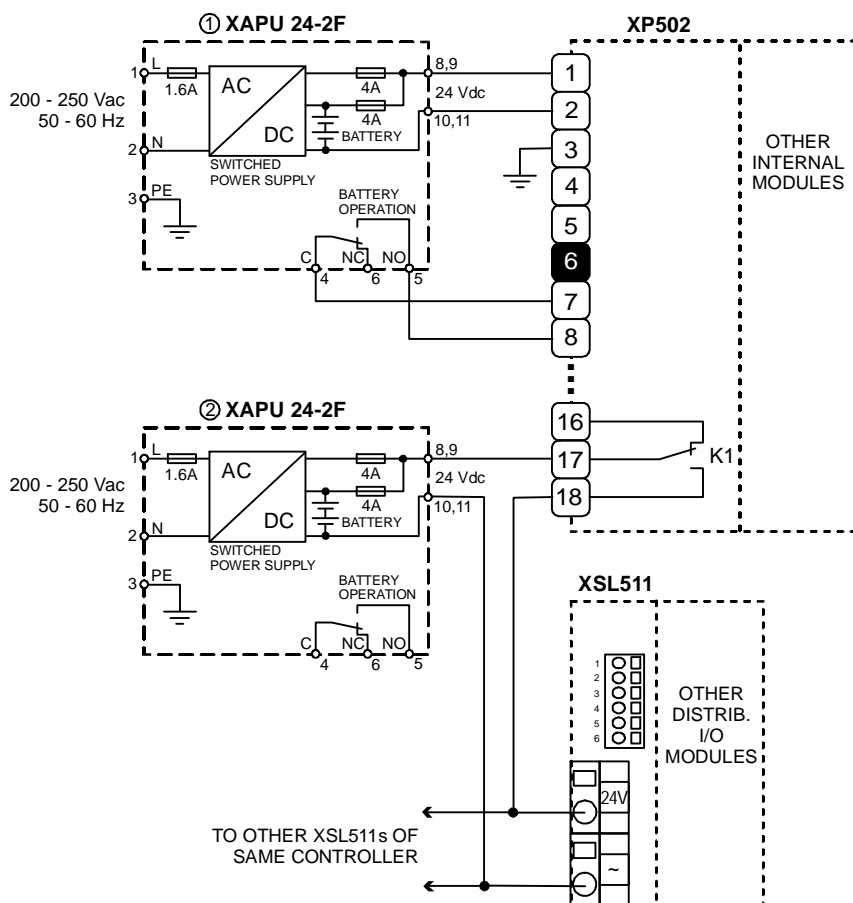 ① XAPU 24-2F
XP502
1 L
1.6A
AC
DC
4A
4A
BATTERY
8,9
24 Vdc
10,11
200 - 250 Vac
50 - 60 Hz
2 N
SWITCHED
POWER SUPPLY
3 PE
BATTERY
OPERATION
C NC NO
4 6 5
1
2
3
4
5
6
7
8
OTHER
INTERNAL
MODULES
② XAPU 24-2F
1 L
1.6A
AC
DC
4A
4A
BATTERY
8,9
24 Vdc
10,11
200 - 250 Vac
50 - 60 Hz
2 N
SWITCHED
POWER SUPPLY
3 PE
BATTERY
OPERATION
C NC NO
4 6 5
16
17
18
K1
XSL511
1
2
3
4
5
6
OTHER
DISTRIB.
I/O
MODULES
24V
~
TO OTHER XSL511s OF
SAME CONTROLLER